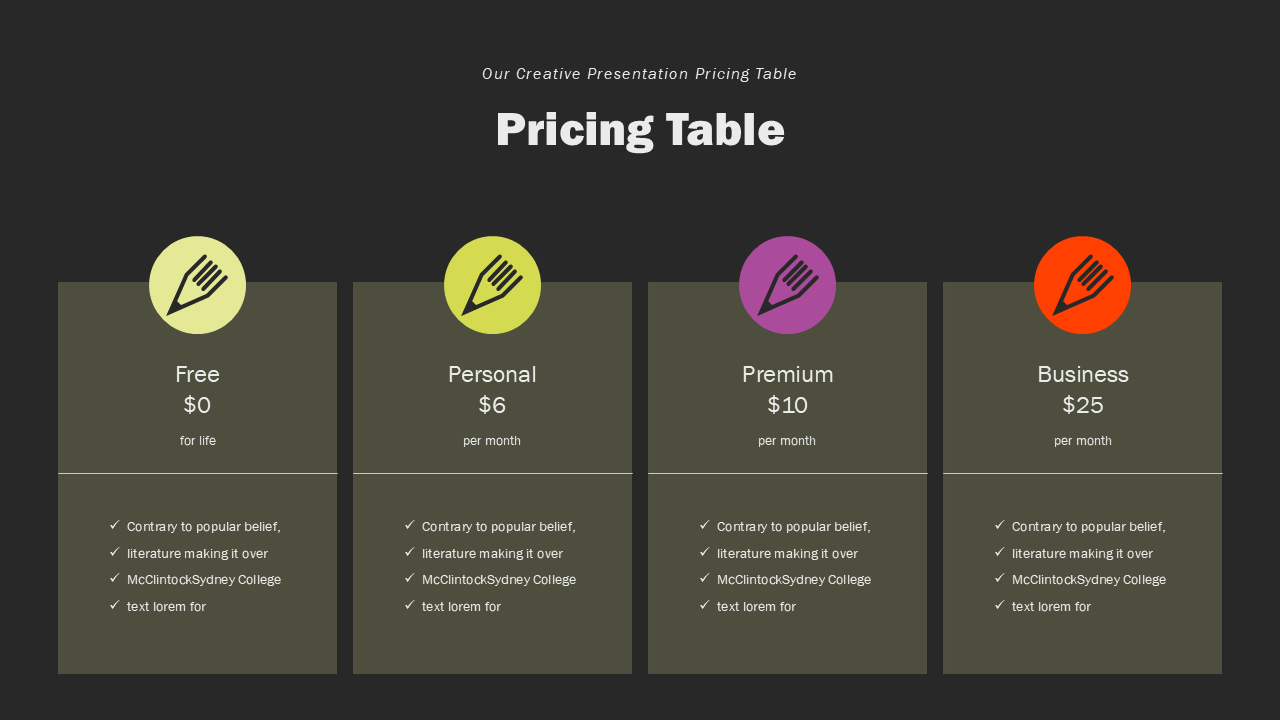 Our Creative Presentation Pricing Table
Pricing Table
Free
$0
for life
✓ Contrary to popular belief,
✓ literature making it over
✓ McClintockSydney College
✓ text lorem for
Personal
$6
per month
✓ Contrary to popular belief,
✓ literature making it over
✓ McClintockSydney College
✓ text lorem for
Premium
$10
per month
✓ Contrary to popular belief,
✓ literature making it over
✓ McClintockSydney College
✓ text lorem for
Business
$25
per month
✓ Contrary to popular belief,
✓ literature making it over
✓ McClintockSydney College
✓ text lorem for